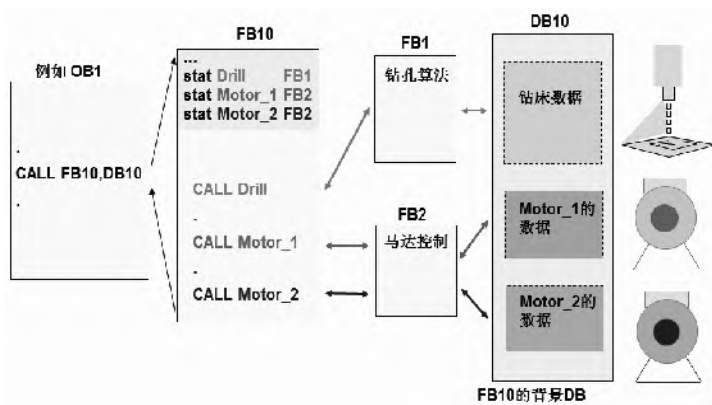 例如 OB1
.
CALL FB10,DB10
.
FB10
...
stat Drill FB1
stat Motor_1 FB2
stat Motor_2 FB2
CALL Drill
.
CALL Motor_1
.
CALL Motor_2
FB1
钻孔算法
FB2
马达控制
DB10
钻床数据
Motor_1的
数据
Motor_2的
数据
FB10的背景DB